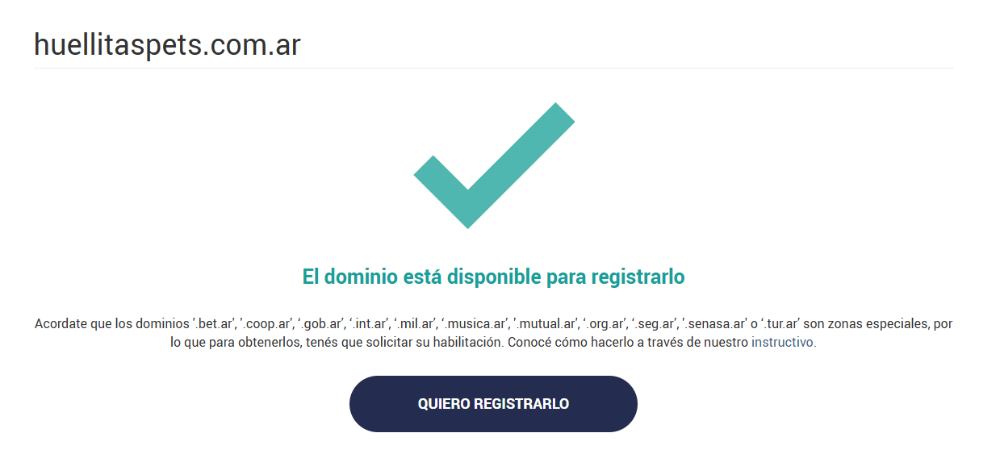 huellitaspets.com.ar
El dominio está disponible para registrarlo
Acordate que los dominios '.bet.ar', '.coop.ar', ‘.gob.ar’, ‘.int.ar’, ‘.mil.ar’, ‘.musica.ar’, '.mutual.ar', ‘.org.ar’, ‘.seg.ar’, '.senasa.ar' o ‘.tur.ar’ son zonas especiales, por
lo que para obtenerlos, tenés que solicitar su habilitación. Conocé cómo hacerlo a través de nuestro instructivo.
QUIERO REGISTRARLO